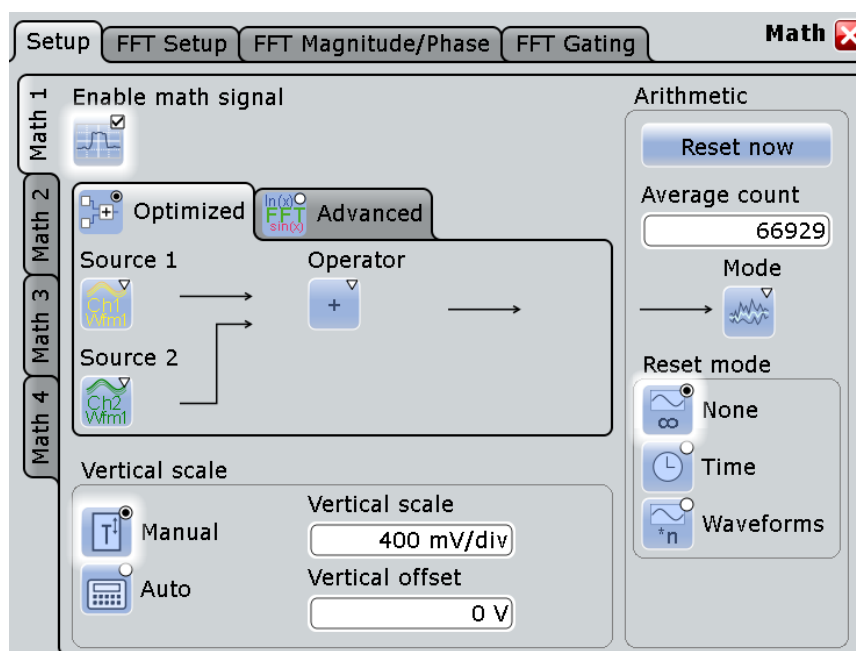 Setup
FFT Setup
FFT Magnitude/Phase
FFT Gating
Math
Math 1
Math 2
Math 3
Math 4
Enable math signal
Optimized
ln(x)
FFT
sin(x)
Advanced
Source 1
Ch1
Wfm1
Operator
+
Source 2
Ch2
Wfm1
Vertical scale
T
Manual
Auto
Vertical scale
400 mV/div
Vertical offset
0 V
Arithmetic
Reset now
Average count
66929
Mode
Reset mode
∞
None
Time
*n
Waveforms